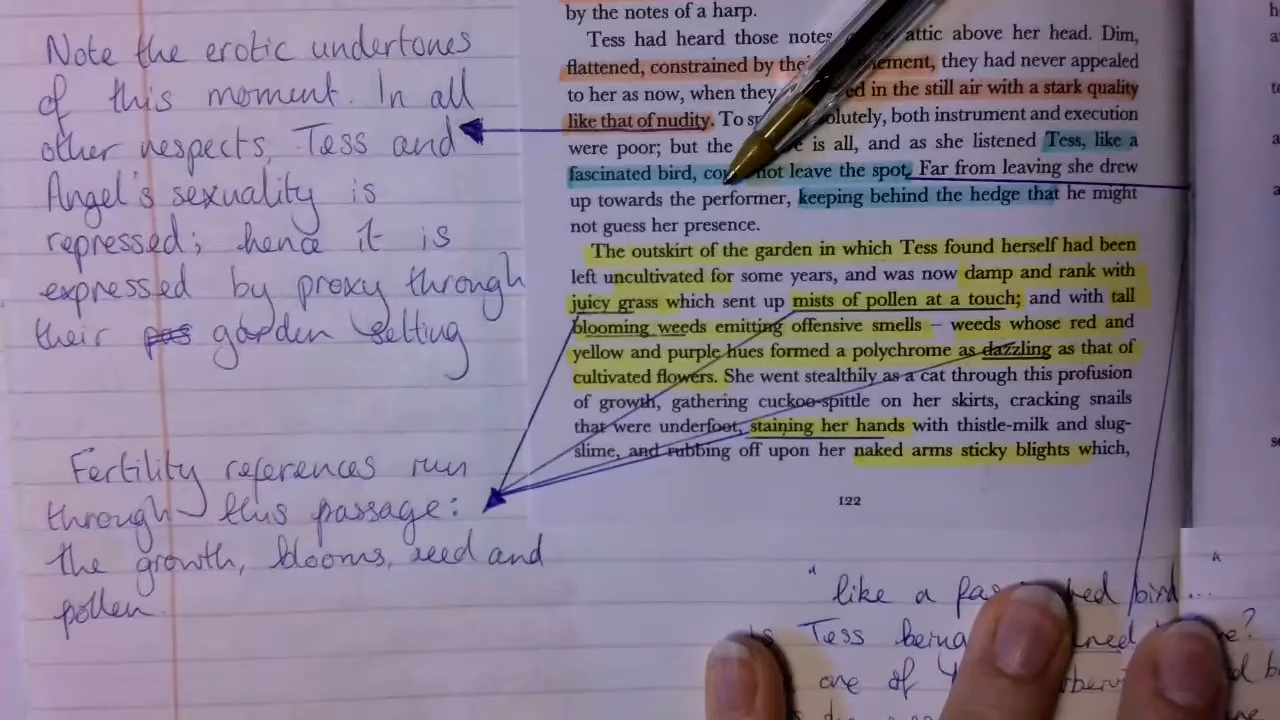 Note the erotic undertones
of this moment. In all
other respects, Tess and
Angel's sexuality is
repressed; hence it is
expressed by proxy through
their garden setting
Fertility references run
through this passage:
the growth, blooms, seed and
pollen.
by the notes of a harp.
Tess had heard those notes attic above her head. Dim,
flattened, constrained by their they had never appealed
to her as now, when they in the still air with a stark quality
like that of nudity. To both instrument and execution
were poor; but the is all, and as she listened Tess, like a
fascinated bird, not leave the spot. Far from leaving she drew
up towards the performer, keeping behind the hedge that he might
not guess her presence.
The outskirt of the garden in which Tess found herself had been
left uncultivated for some years, and was now damp and rank with
juicy grass which sent up mists of pollen at a touch; and with tall
blooming weeds emitting offensive smells – weeds whose red and
yellow and purple hues formed a polychrome as dazzling as that of
cultivated flowers. She went stealthily as a cat through this profusion
of growth, gathering cuckoo-spittle on her skirts, cracking snails
that were underfoot, staining her hands with thistle-milk and slug-
slime, and rubbing off upon her naked arms sticky blights which,
122
"like a bird..."
is Tess being
one of